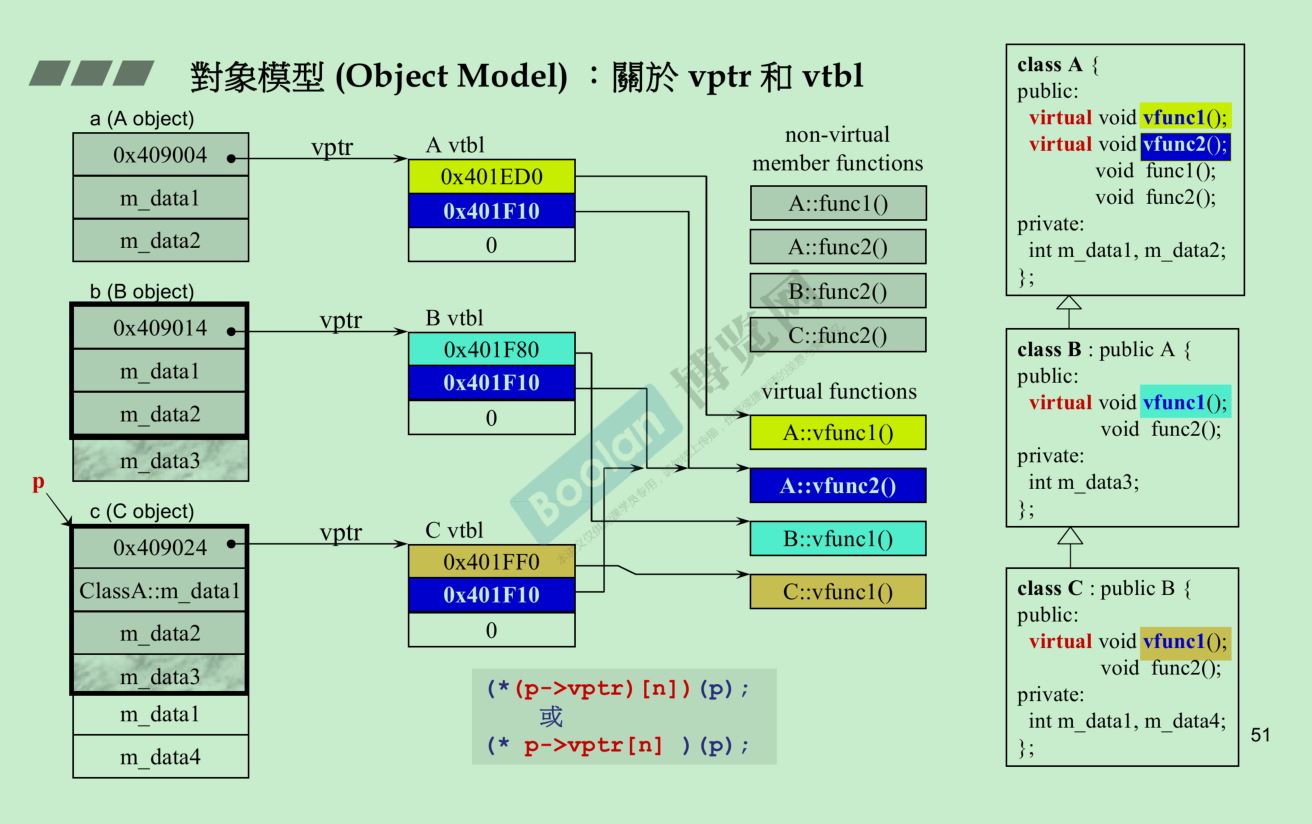 對象模型 (Object Model) ：關於 vptr 和 vtbl
a (A object)
0x409004
m_data1
m_data2
vptr
A vtbl
0x401ED0
0x401F10
0
b (B object)
0x409014
m_data1
m_data2
m_data3
vptr
B vtbl
0x401F80
0x401F10
0
p
c (C object)
0x409024
ClassA::m_data1
m_data2
m_data3
m_data1
m_data4
vptr
C vtbl
0x401FF0
0x401F10
0
non-virtual
member functions
A::func1()
A::func2()
B::func2()
C::func2()
virtual functions
A::vfunc1()
A::vfunc2()
B::vfunc1()
C::vfunc1()
(*(p->vptr)[n])(p);
或
(* p->vptr[n] )(p);
class A {
public:
virtual void vfunc1();
virtual void vfunc2();
void func1();
void func2();
private:
int m_data1, m_data2;
};
class B : public A {
public:
virtual void vfunc1();
void func2();
private:
int m_data3;
};
class C : public B {
public:
virtual void vfunc1();
void func2();
private:
int m_data1, m_data4;
};
51
Boolan 博览网